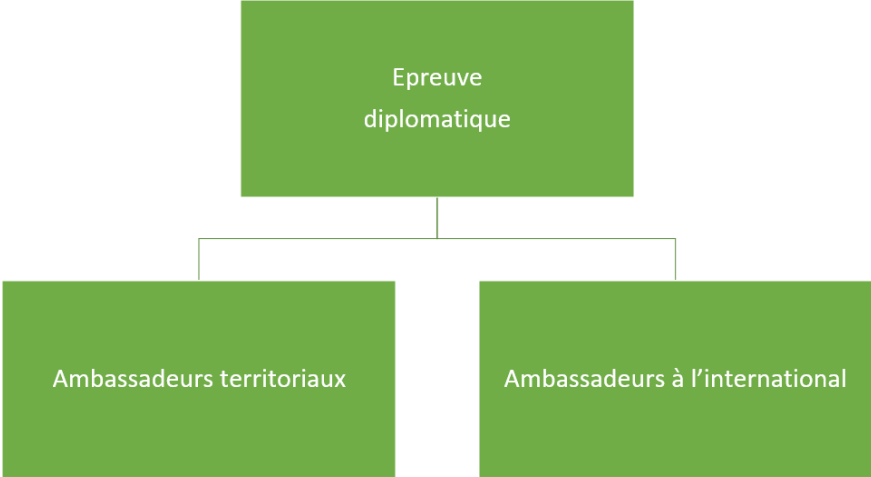 Epreuve
diplomatique
Ambassadeurs territoriaux
Ambassadeurs à l’international